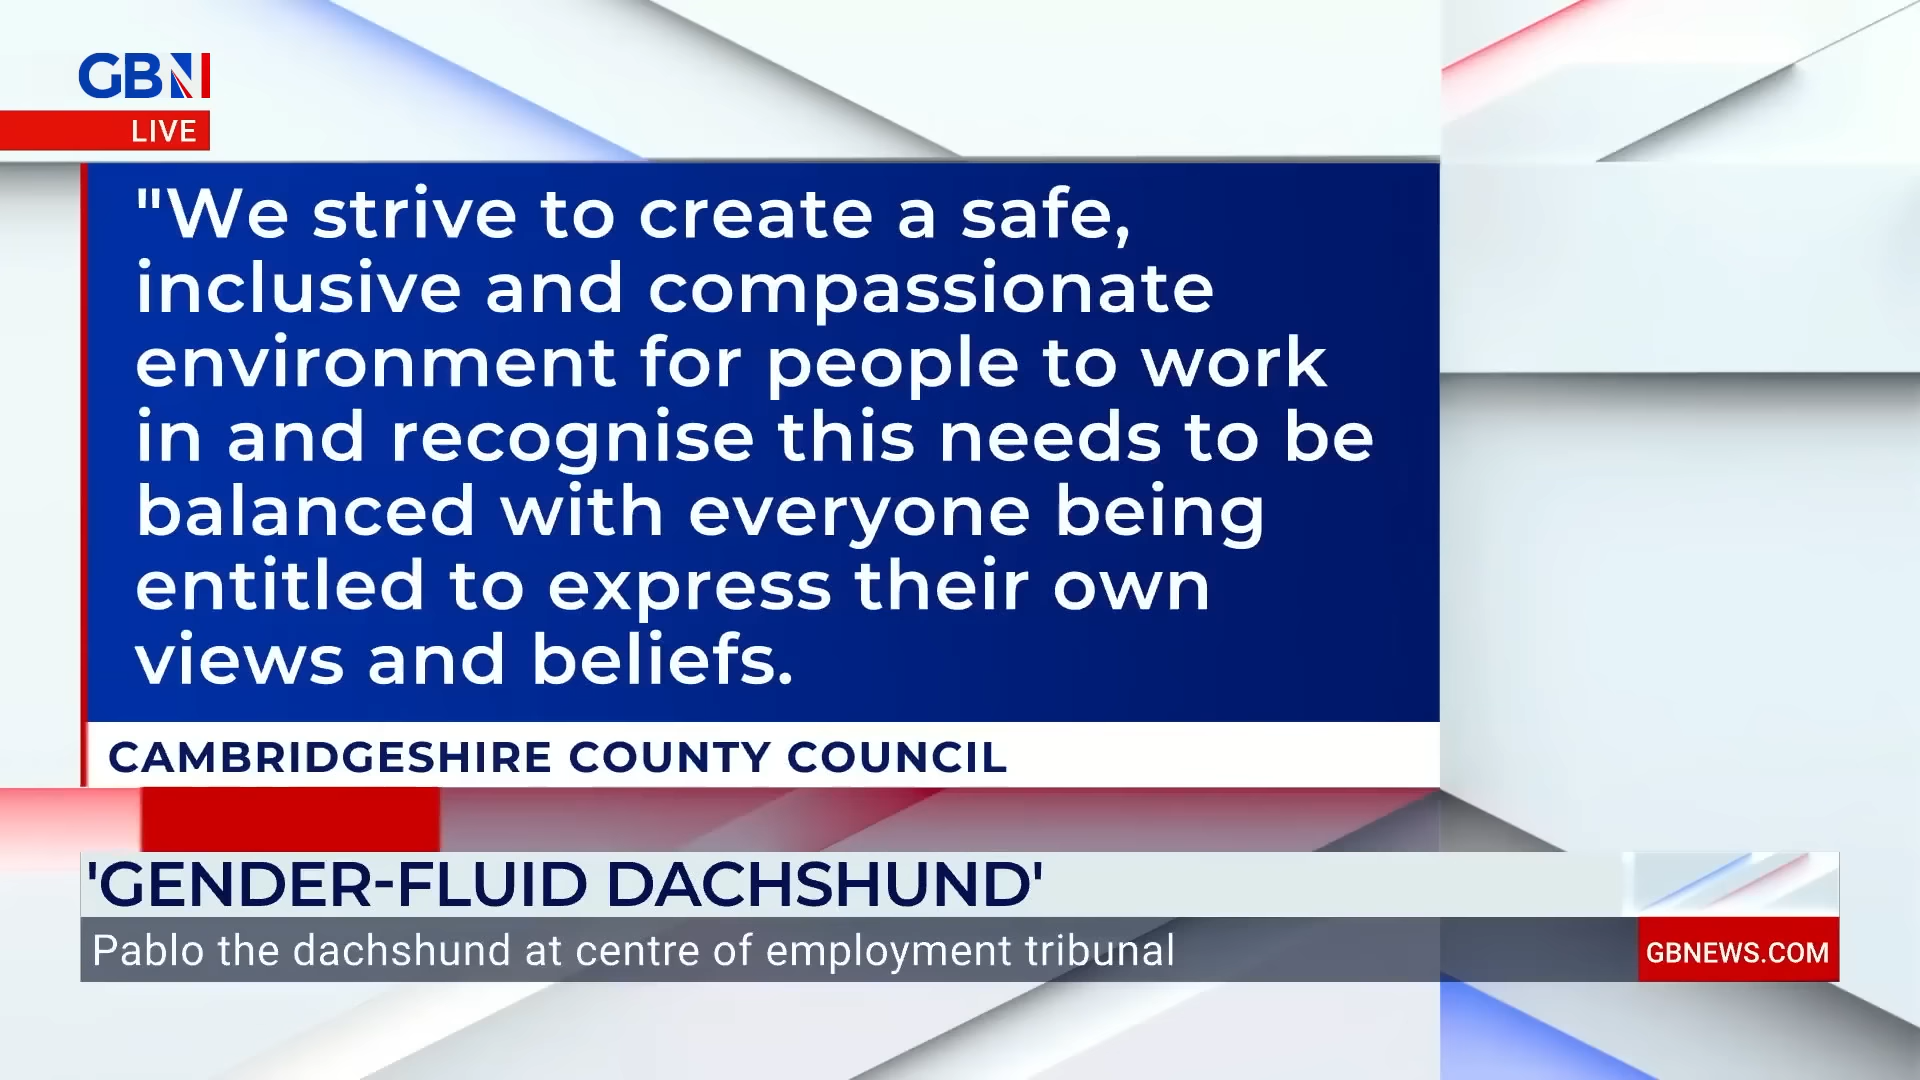 GBN
LIVE
"We strive to create a safe,
inclusive and compassionate
environment for people to work
in and recognise this needs to be
balanced with everyone being
entitled to express their own
views and beliefs.
CAMBRIDGESHIRE COUNTY COUNCIL
'GENDER-FLUID DACHSHUND'
Pablo the dachshund at centre of employment tribunal
GBNEWS.COM